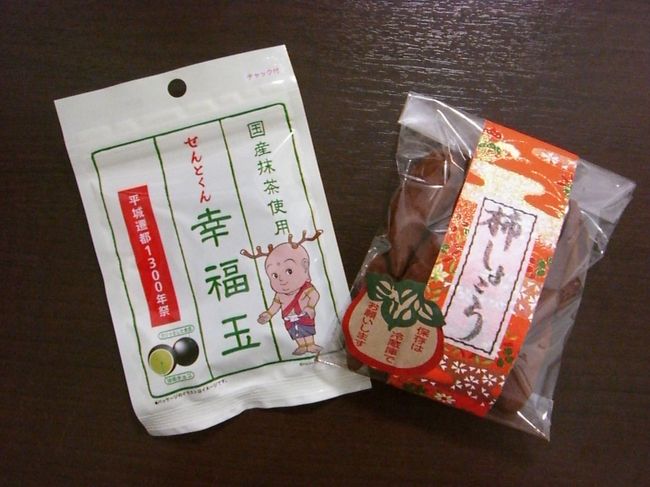 チャック付
国産抹茶使用
せんとくん
幸福玉
平城遷都1300年祭
柿しょこら
保存は
冷蔵庫で
お願いします